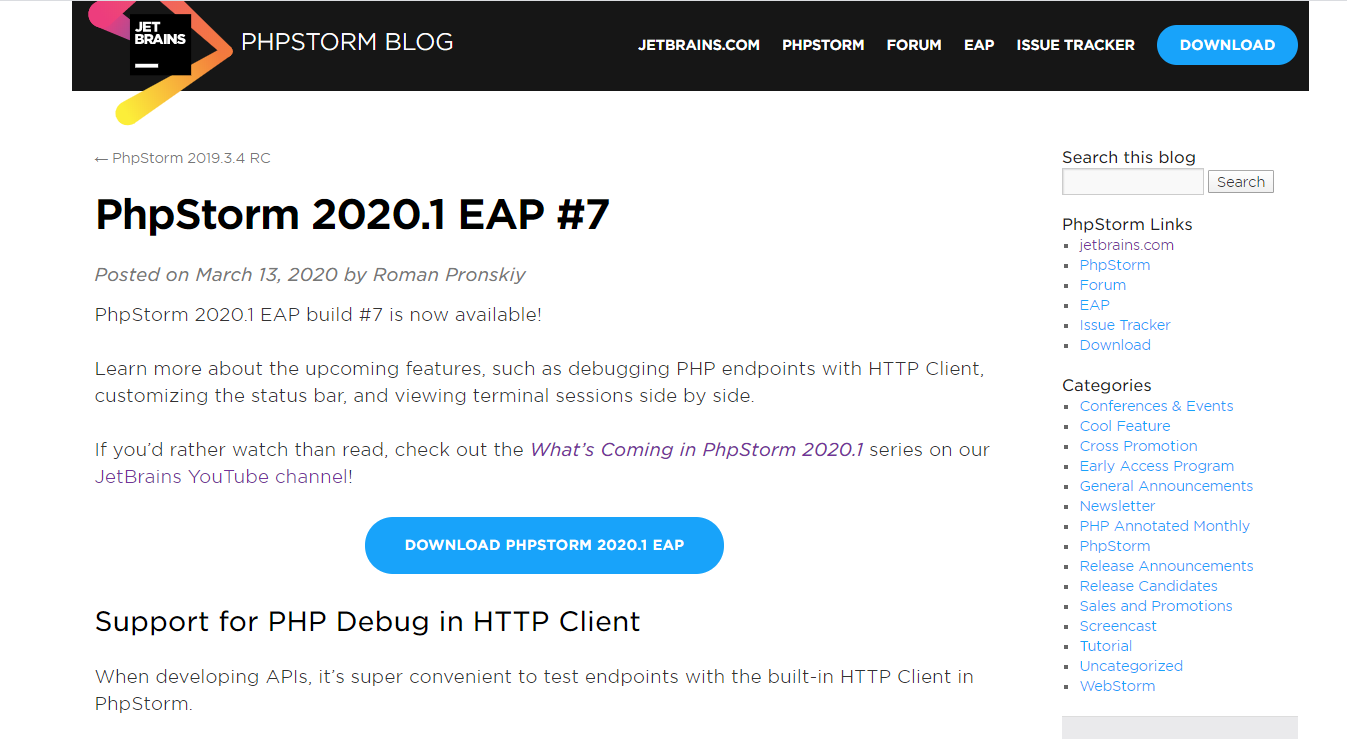 JET
BRAINS
PHPSTORM BLOG
JETBRAINS.COM PHPSTORM FORUM EAP ISSUE TRACKER DOWNLOAD
← PhpStorm 2019.3.4 RC
PhpStorm 2020.1 EAP #7
Posted on March 13, 2020 by Roman Pronskiy
PhpStorm 2020.1 EAP build #7 is now available!
Learn more about the upcoming features, such as debugging PHP endpoints with HTTP Client,
customizing the status bar, and viewing terminal sessions side by side.
If you’d rather watch than read, check out the What’s Coming in PhpStorm 2020.1 series on our
JetBrains YouTube channel!
DOWNLOAD PHPSTORM 2020.1 EAP
Support for PHP Debug in HTTP Client
When developing APIs, it’s super convenient to test endpoints with the built-in HTTP Client in
PhpStorm.
Search this blog
Search
PhpStorm Links
jetbrains.com
PhpStorm
Forum
EAP
Issue Tracker
Download
Categories
Conferences & Events
Cool Feature
Cross Promotion
Early Access Program
General Announcements
Newsletter
PHP Annotated Monthly
PhpStorm
Release Announcements
Release Candidates
Sales and Promotions
Screencast
Tutorial
Uncategorized
WebStorm